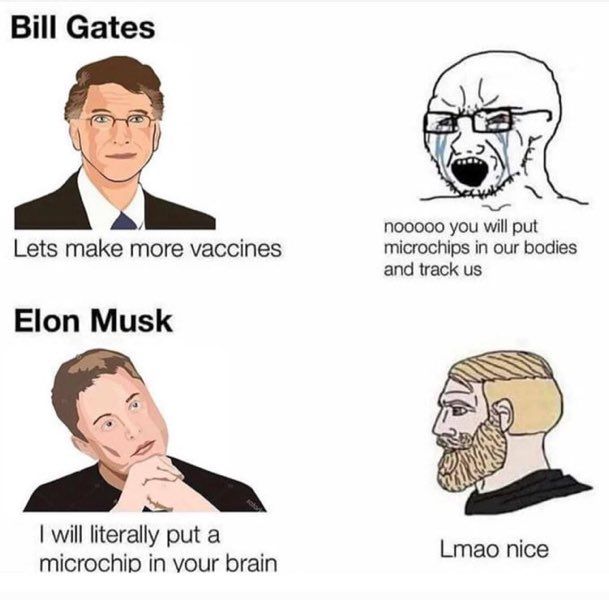 Bill Gates
Lets make more vaccines
nooooo you will put
microchips in our bodies
and track us
Elon Musk
I will literally put a
microchip in your brain
Lmao nice